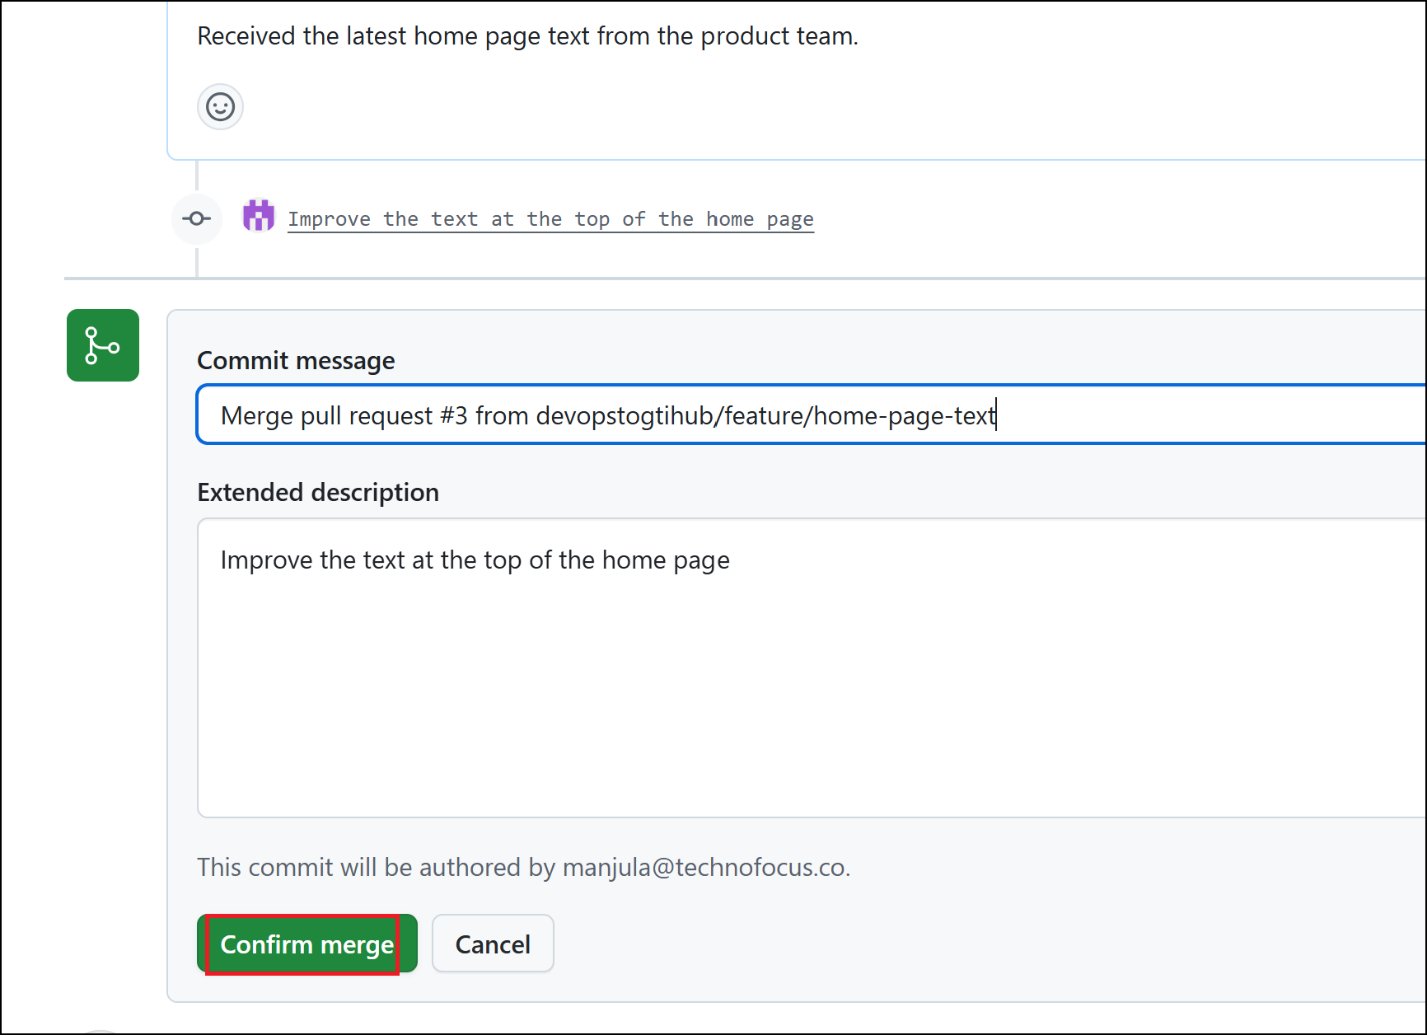 Received the latest home page text from the product team.
Improve the text at the top of the home page
Commit message
Merge pull request #3 from devopstogtihub/feature/home-page-text
Extended description
Improve the text at the top of the home page
This commit will be authored by manjula@technofocus.co.
Confirm merge
Cancel